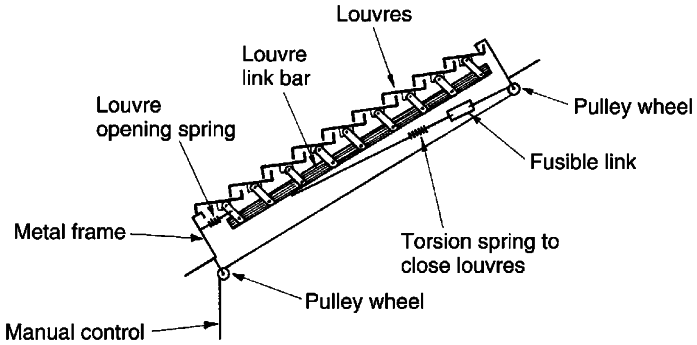 Louvres
Louvre
link bar
Louvre
opening spring
Pulley wheel
Fusible link
Metal frame
Torsion spring to
close louvres
Pulley wheel
Manual control